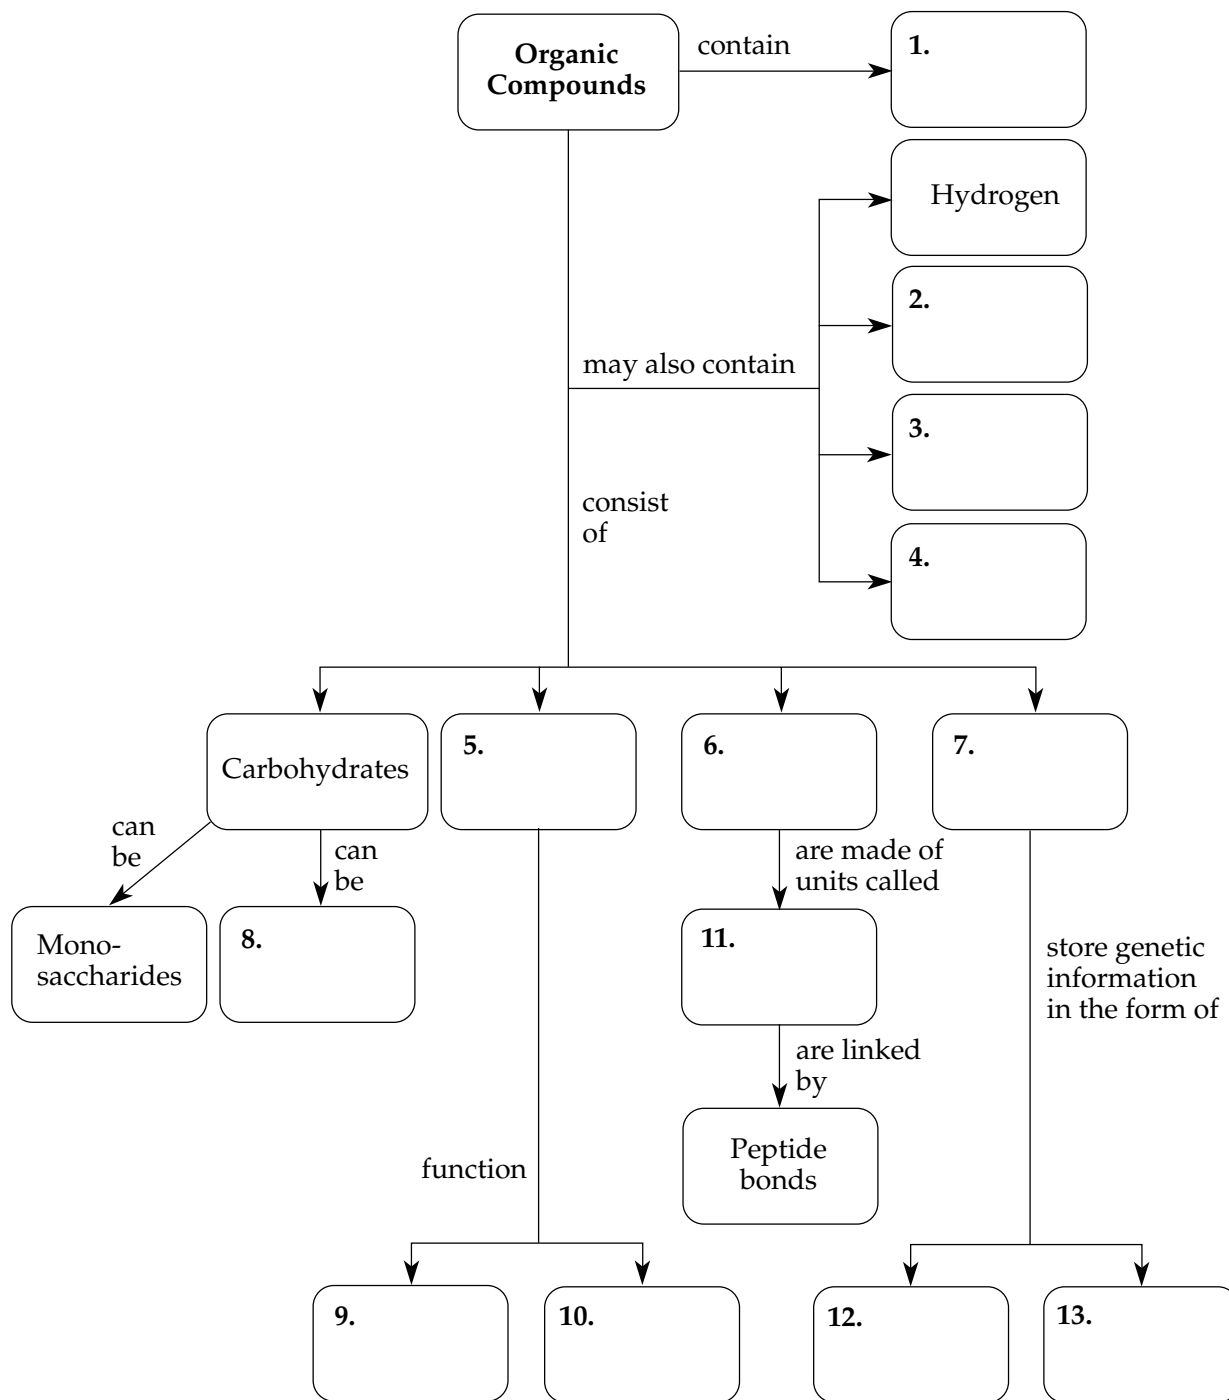 Organic
Compounds
contain
1.
Hydrogen
2.
may also contain
3.
consist
of
4.
Carbohydrates
5.
6.
7.
can
be
can
be
are made of
units called
Mono-
saccharides
8.
11.
store genetic
information
in the form of
are linked
by
Peptide
bonds
function
9.
10.
12.
13.